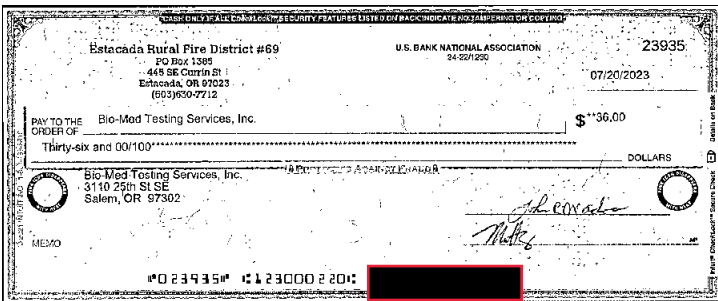 CASH ONLY IF ALL CheckLock™ SECURITY FEATURES LISTED ON BACK INDICATE NO TAMPERING OR COPYING
Estacada Rural Fire District #69
PO Box 1385
445 SE Currin St
Estacada, OR 97023
(503)630-7712
U.S. BANK NATIONAL ASSOCIATION
24-22/1230
23935
07/20/2023
PAY TO THE
ORDER OF
Bio-Med Testing Services, Inc.
$ **36.00
Thirty-six and 00/100
DOLLARS
Bio-Med Testing Services, Inc.
3110 25th St SE
Salem, OR 97302
MEMO
⑈023935⑈ ⑆123000220⑆
Intuit® CheckLock™ Secure Check
Details on Back